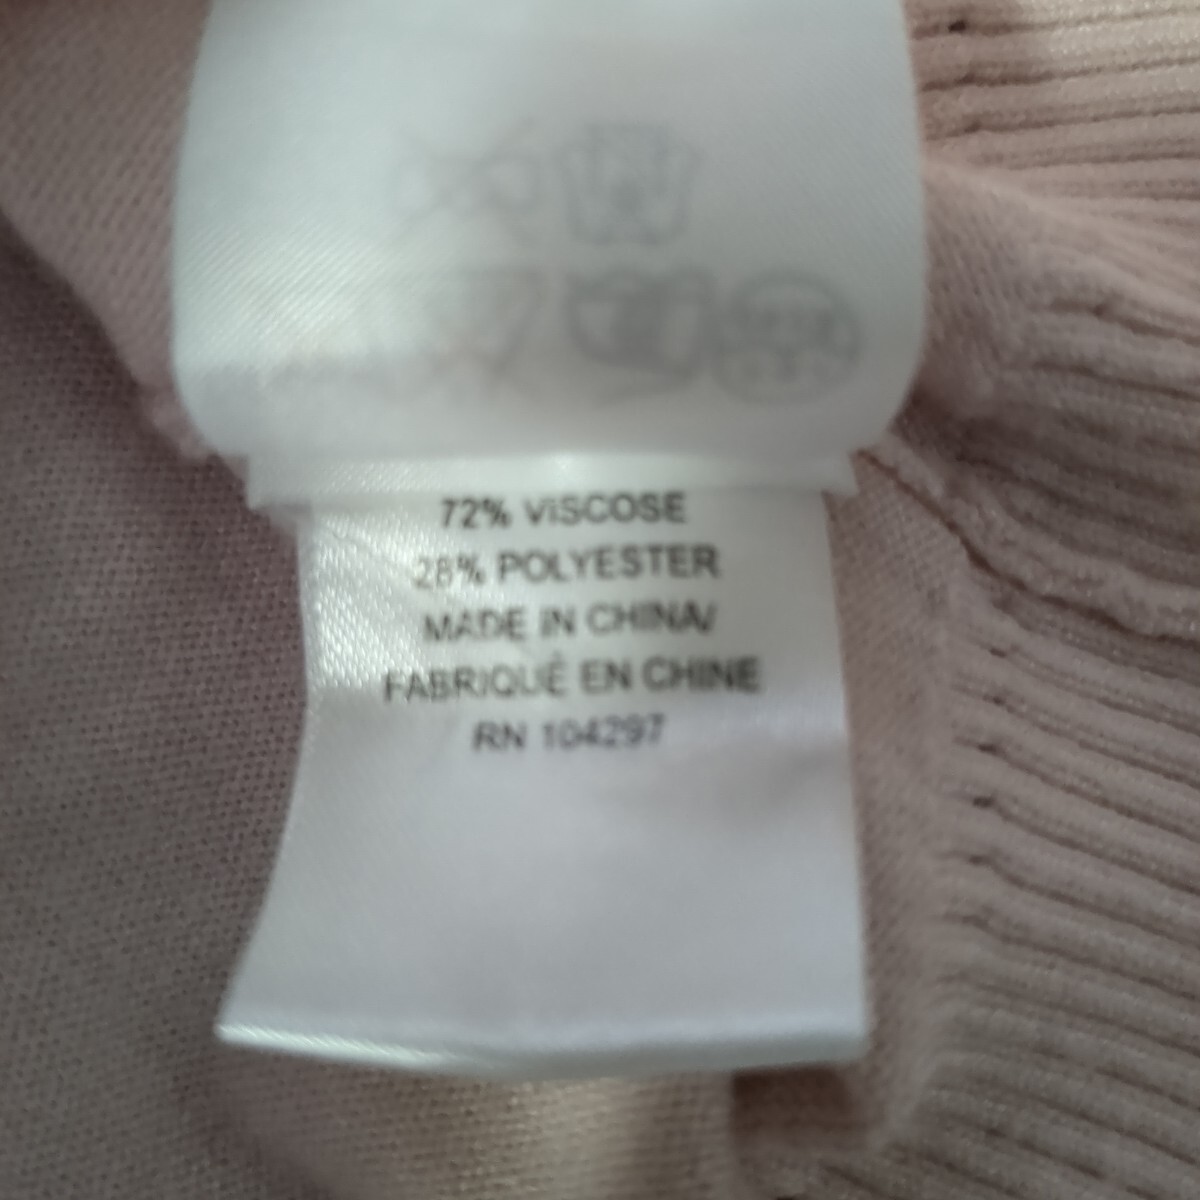 72% VISCOSE
28% POLYESTER
MADE IN CHINA/
FABRIQUÉ EN CHINE
RN 104297